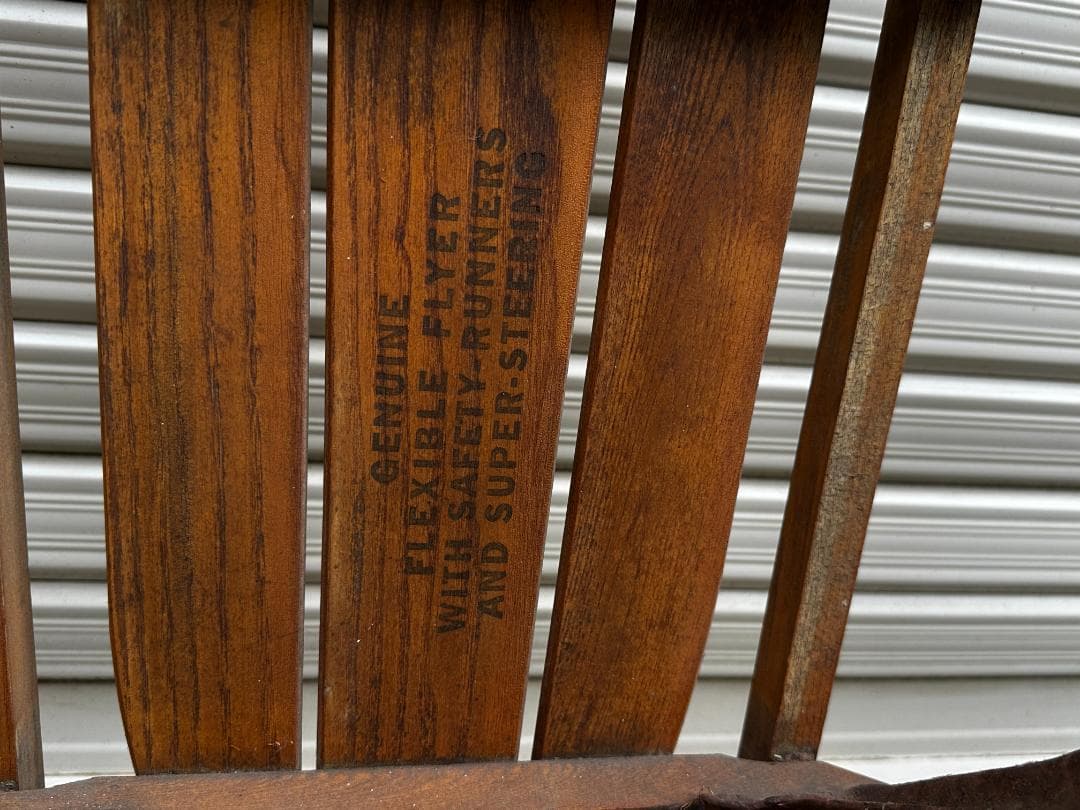 GENUINE
FLEXIBLE FLYER
WITH SAFETY-RUNNERS
AND SUPER-STEERING